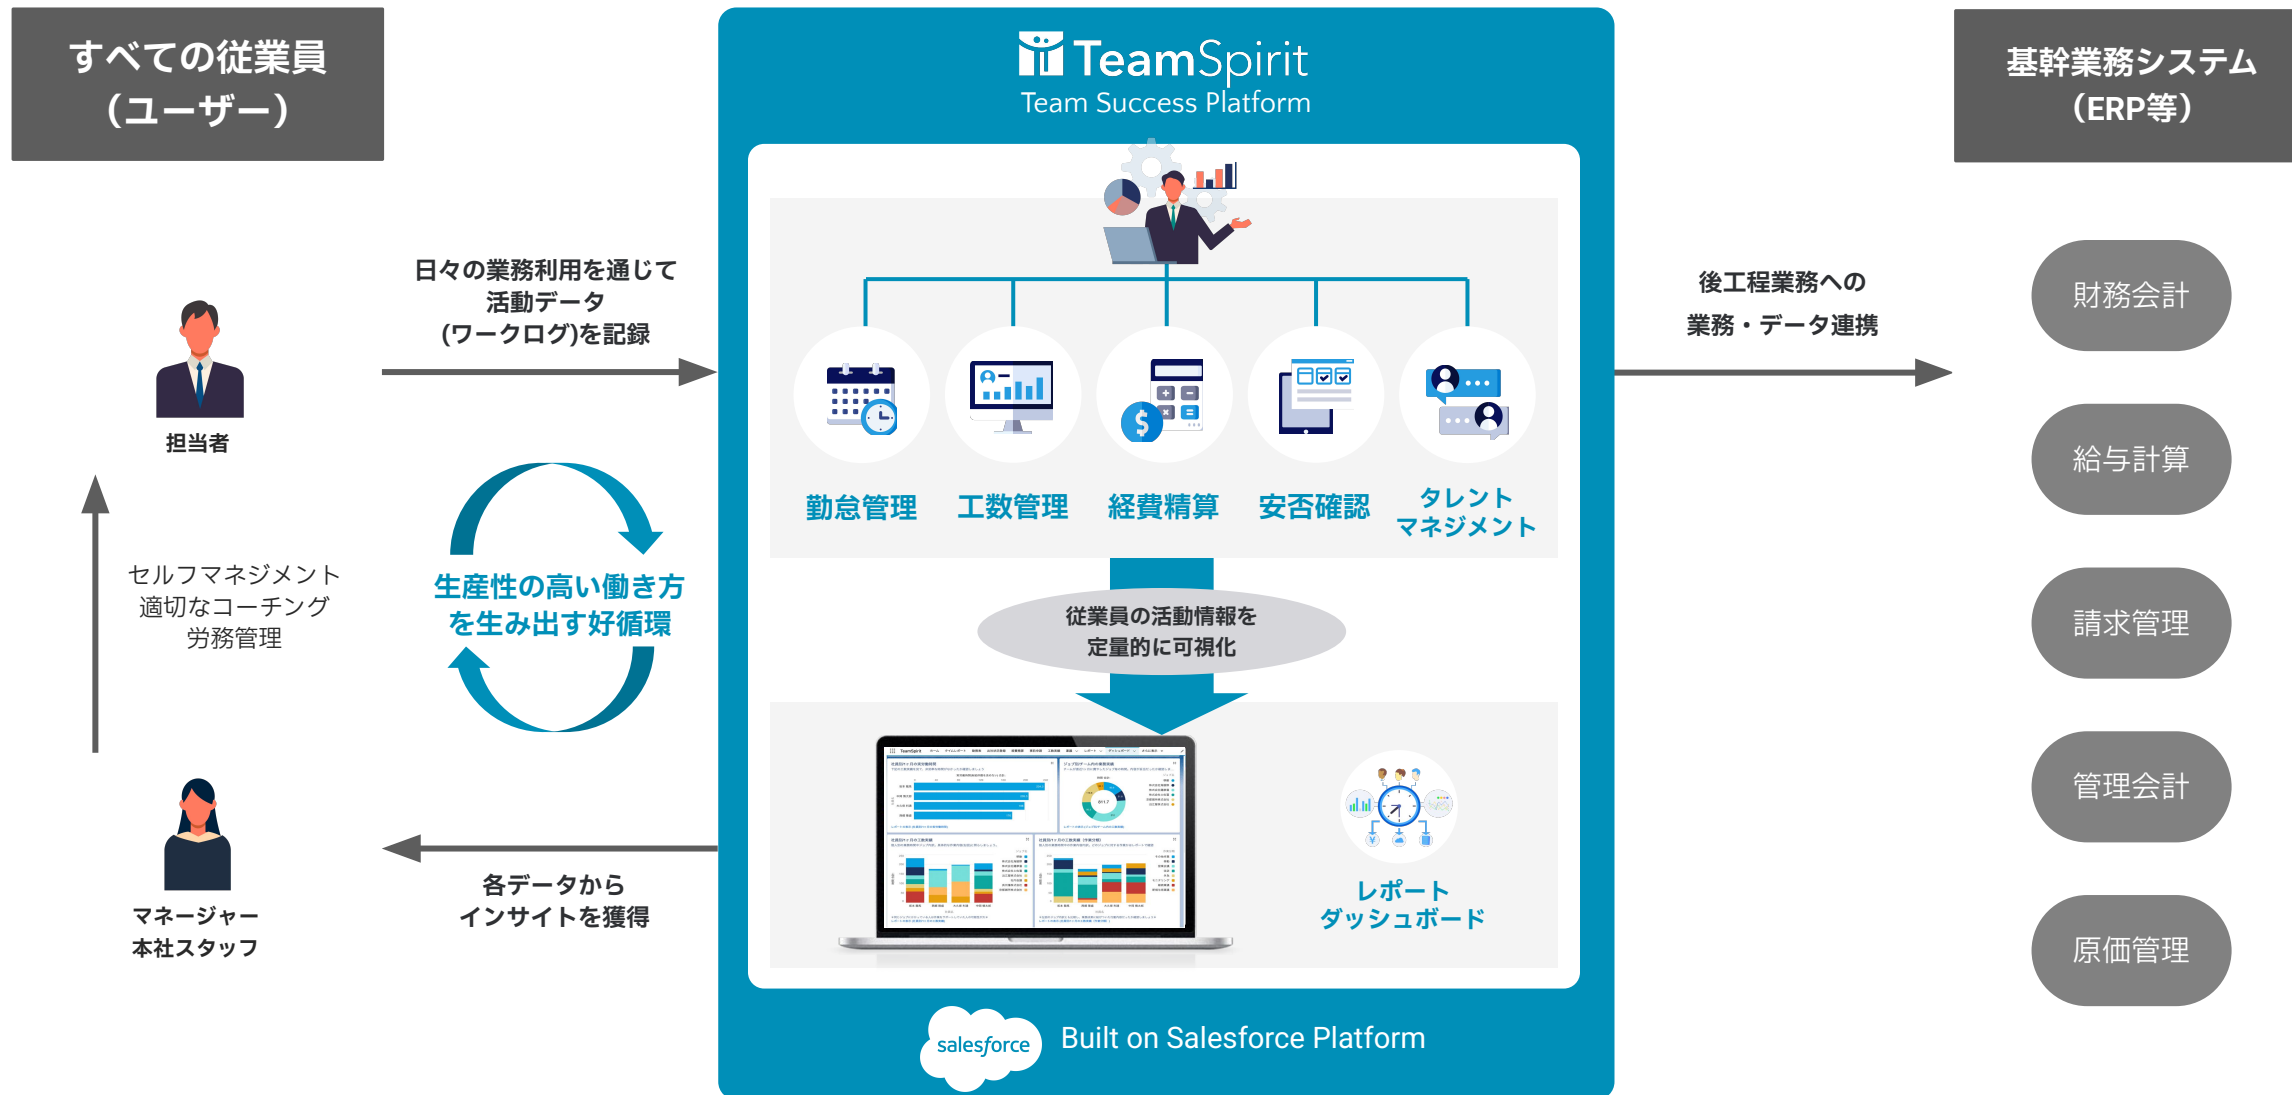 すべての従業員
（ユーザー）
担当者
セルフマネジメント
適切なコーチング
労務管理
マネージャー
本社スタッフ
日々の業務利用を通じて
活動データ
(ワークログ)を記録
生産性の高い働き方
を生み出す好循環
各データから
インサイトを獲得
TeamSpirit
Team Success Platform
勤怠管理
工数管理
経費精算
安否確認
タレント
マネジメント
従業員の活動情報を
定量的に可視化
TeamSpirit
レポート
ダッシュボード
salesforce
Built on Salesforce Platform
後工程業務への
業務・データ連携
基幹業務システム
（ERP等）
財務会計
給与計算
請求管理
管理会計
原価管理